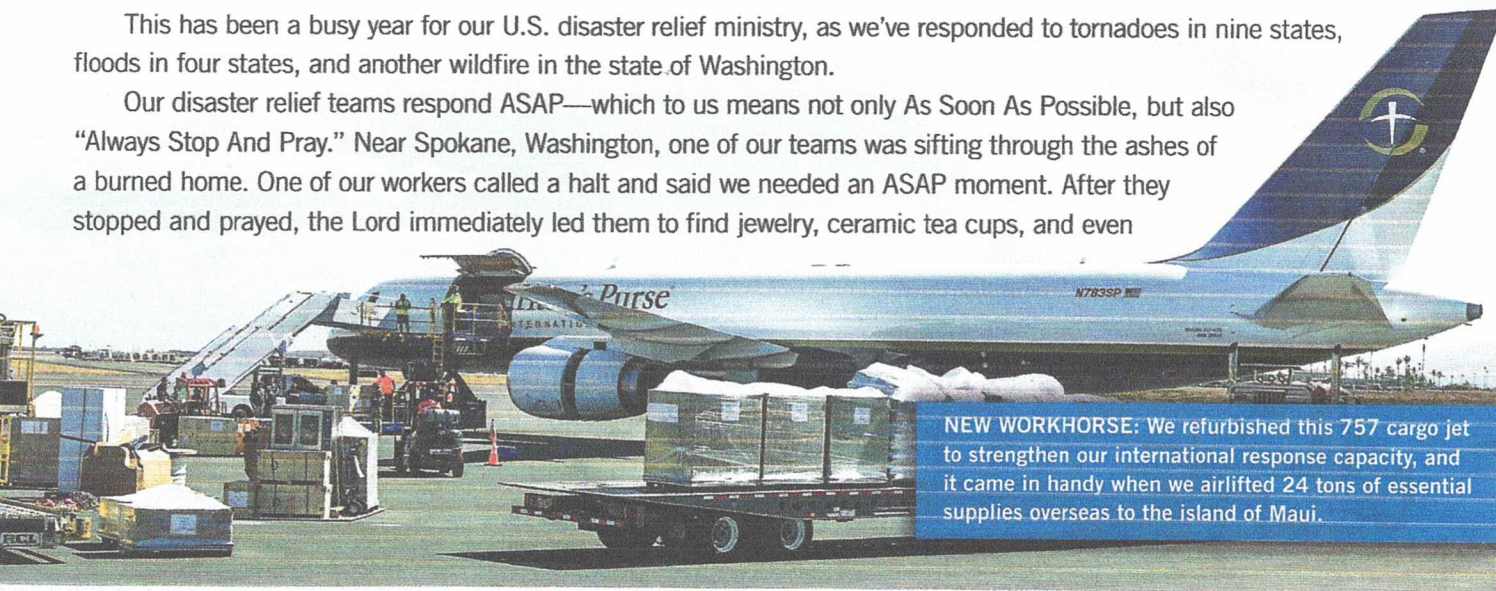 This has been a busy year for our U.S. disaster relief ministry, as we've responded to tornadoes in nine states,
floods in four states, and another wildfire in the state of Washington.
Our disaster relief teams respond ASAP—which to us means not only As Soon As Possible, but also
“Always Stop And Pray.” Near Spokane, Washington, one of our teams was sifting through the ashes of
a burned home. One of our workers called a halt and said we needed an ASAP moment. After they
stopped and prayed, the Lord immediately led them to find jewelry, ceramic tea cups, and even
Purse
N783SP
NEW WORKHORSE: We refurbished this 757 cargo jet
to strengthen our international response capacity, and
it came in handy when we airlifted 24 tons of essential
supplies overseas to the island of Maui.